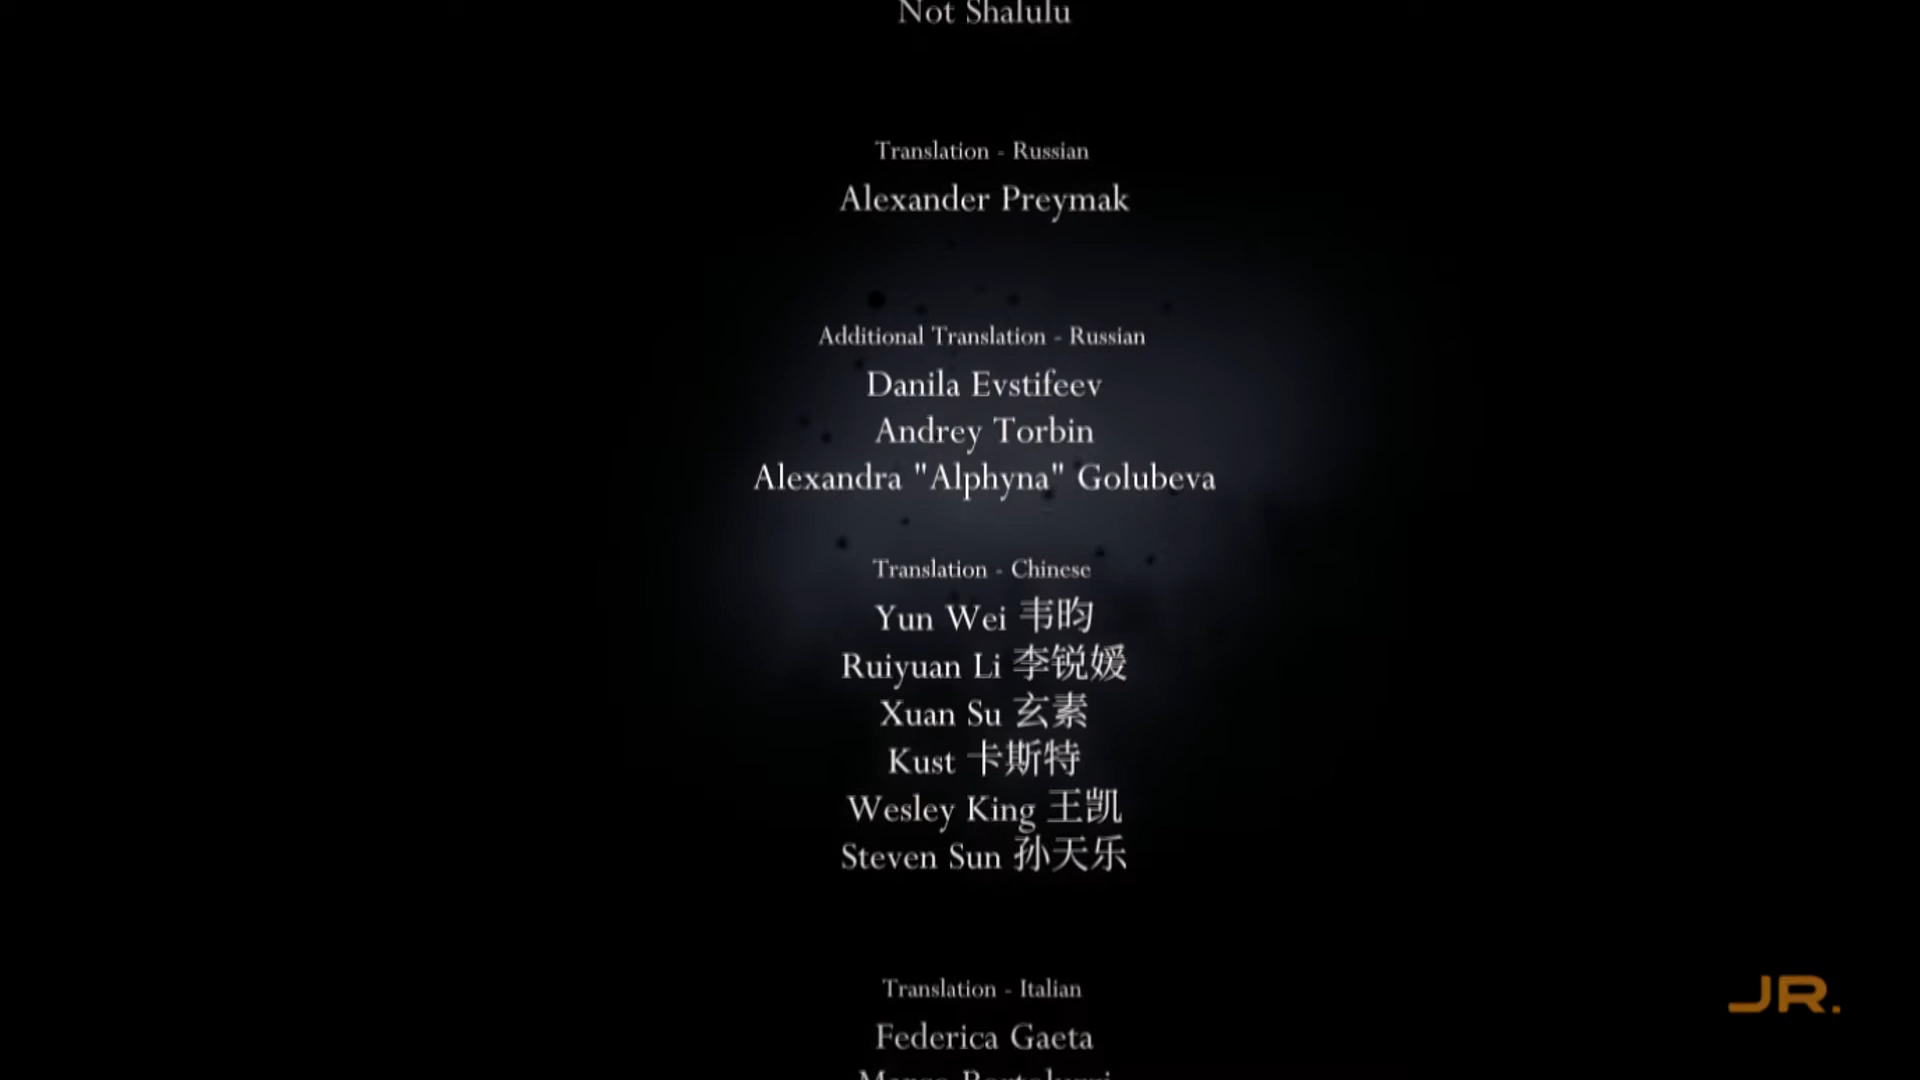 Not Shalulu
Translation - Russian
Alexander Preymak
Additional Translation - Russian
Danila Evstifeev
Andrey Torbin
Alexandra "Alphyna" Golubeva
Translation - Chinese
Yun Wei 韦昀
Ruiyuan Li 李锐媛
Xuan Su 玄素
Kust 卡斯特
Wesley King 王凯
Steven Sun 孙天乐
Translation - Italian
Federica Gaeta
JR.